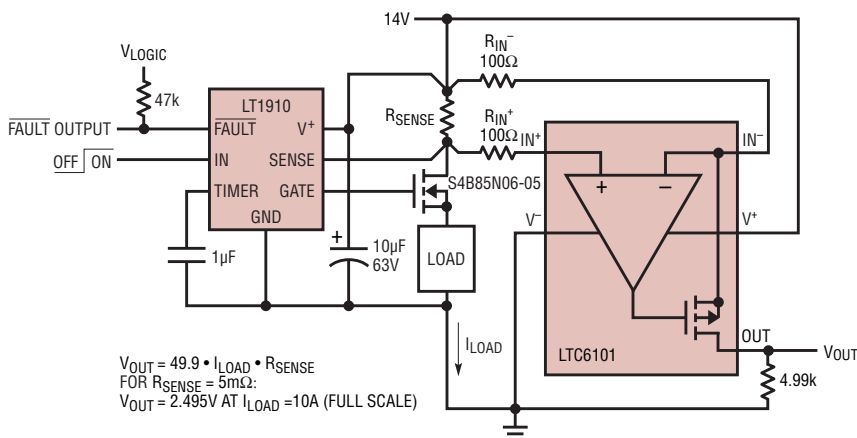 14V
RIN–
100Ω
VLOGIC
47k
LT1910
FAULT OUTPUT
FAULT
V+
RSENSE
RIN+
100Ω
IN+
IN–
OFF ON
IN
SENSE
TIMER
GATE
S4B85N06-05
+
–
GND
V–
V+
1µF
+
10µF
63V
LOAD
ILOAD
OUT
VOUT
LTC6101
4.99k
VOUT = 49.9 • ILOAD • RSENSE
FOR RSENSE = 5mΩ:
VOUT = 2.495V AT ILOAD =10A (FULL SCALE)